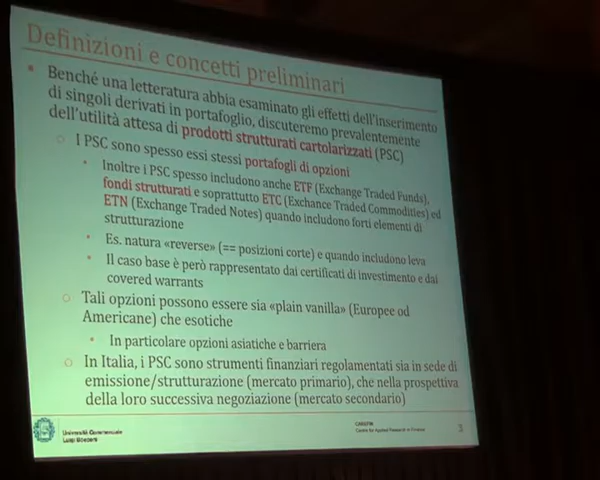 Definizioni e concetti preliminari
• Benché una letteratura abbia esaminato gli effetti dell'inserimento
di singoli derivati in portafoglio, discuteremo prevalentemente
dell'utilità attesa di prodotti strutturati cartolarizzati (PSC)
○ I PSC sono spesso essi stessi portafogli di opzioni
• Inoltre i PSC spesso includono anche ETF (Exchange Traded Funds),
fondi strutturati e soprattutto ETC (Exchance Traded Commodities) ed
ETN (Exchange Traded Notes) quando includono forti elementi di
strutturazione
• Es. natura «reverse» (== posizioni corte) e quando includono leva
• Il caso base è però rappresentato dai certificati di investimento e dai
covered warrants
○ Tali opzioni possono essere sia «plain vanilla» (Europee od
Americane) che esotiche
• In particolare opzioni asiatiche e barriera
○ In Italia, i PSC sono strumenti finanziari regolamentati sia in sede di
emissione/strutturazione (mercato primario), che nella prospettiva
della loro successiva negoziazione (mercato secondario)
Università Commerciale
Luigi Bocconi
CAREFIN
Centre for Applied Research in Finance
3